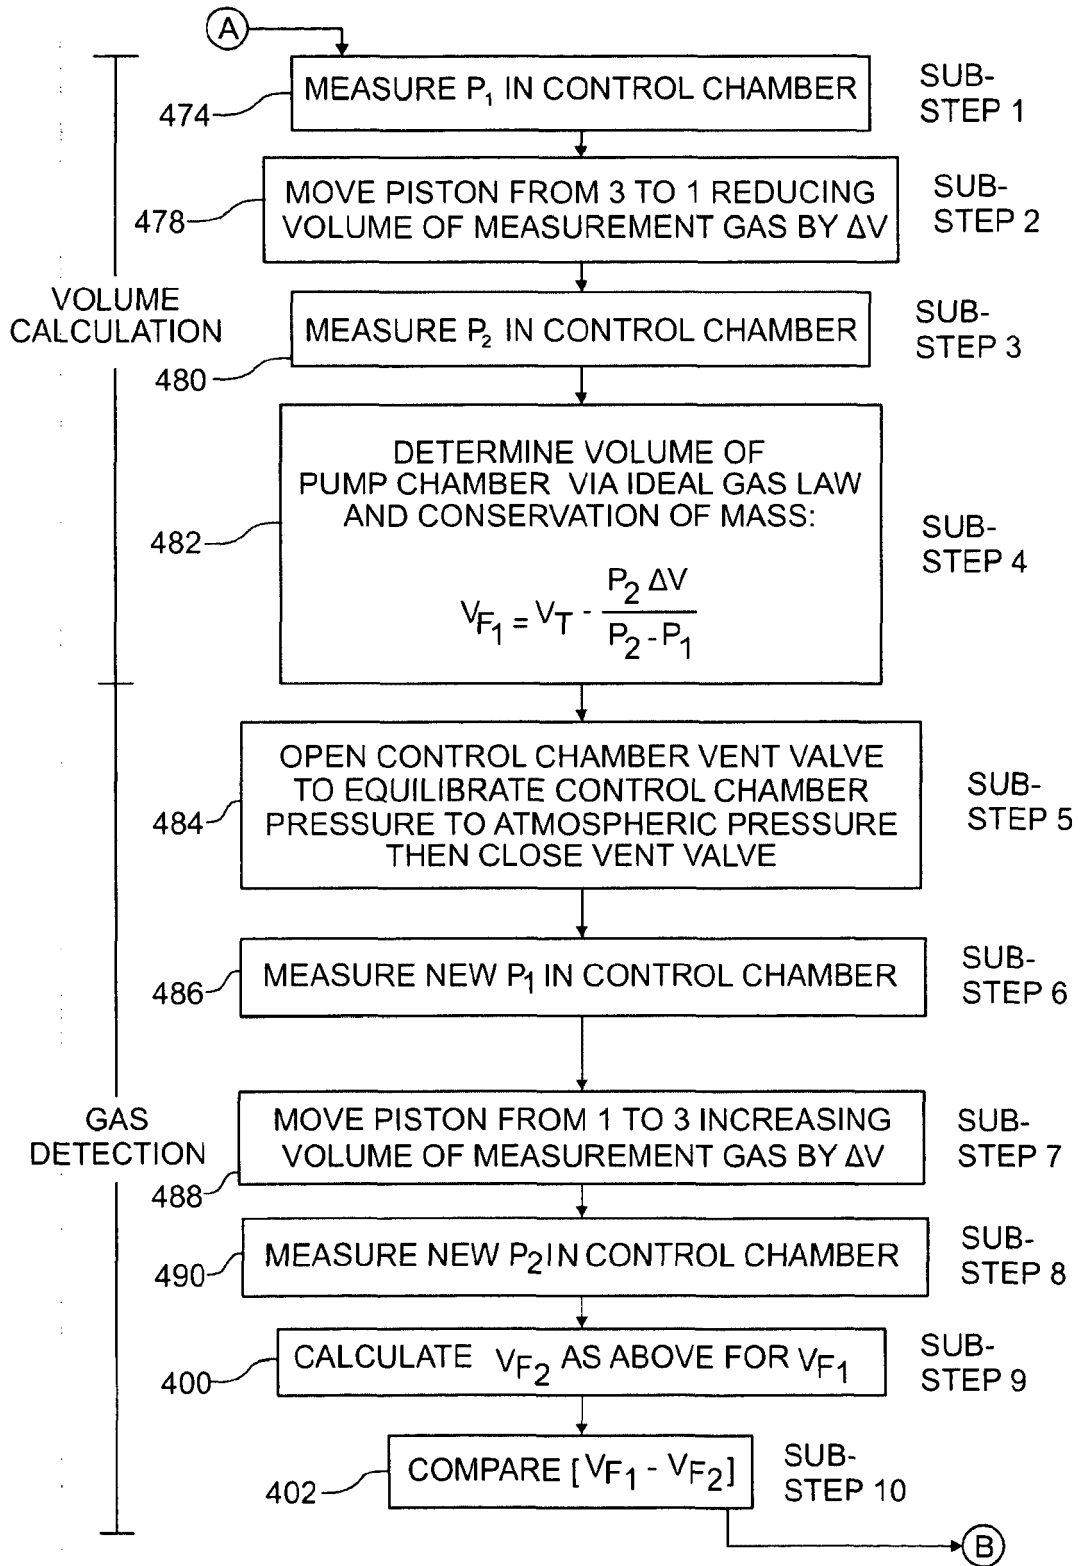 A
MEASURE P1 IN CONTROL CHAMBER
474
SUB-
STEP 1
MOVE PISTON FROM 3 TO 1 REDUCING
VOLUME OF MEASUREMENT GAS BY ΔV
478
SUB-
STEP 2
VOLUME
CALCULATION
MEASURE P2 IN CONTROL CHAMBER
480
SUB-
STEP 3
DETERMINE VOLUME OF
PUMP CHAMBER VIA IDEAL GAS LAW
AND CONSERVATION OF MASS:
VF1 = VT - P2 ΔV / P2 - P1
482
SUB-
STEP 4
OPEN CONTROL CHAMBER VENT VALVE
TO EQUILIBRATE CONTROL CHAMBER
PRESSURE TO ATMOSPHERIC PRESSURE
THEN CLOSE VENT VALVE
484
SUB-
STEP 5
MEASURE NEW P1 IN CONTROL CHAMBER
486
SUB-
STEP 6
GAS
DETECTION
MOVE PISTON FROM 1 TO 3 INCREASING
VOLUME OF MEASUREMENT GAS BY ΔV
488
SUB-
STEP 7
MEASURE NEW P2 IN CONTROL CHAMBER
490
SUB-
STEP 8
CALCULATE VF2 AS ABOVE FOR VF1
400
SUB-
STEP 9
COMPARE [VF1 - VF2]
402
SUB-
STEP 10
B